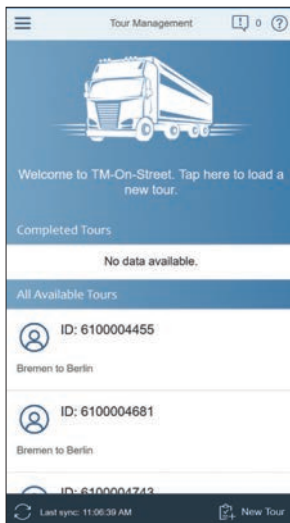 Tour Management
0
Welcome to TM-On-Street. Tap here to load a
new tour.
Completed Tours
No data available.
All Available Tours
ID: 6100004455
Bremen to Berlin
ID: 6100004681
Bremen to Berlin
ID: 6100004743
Last sync: 11:06:39 AM
New Tour